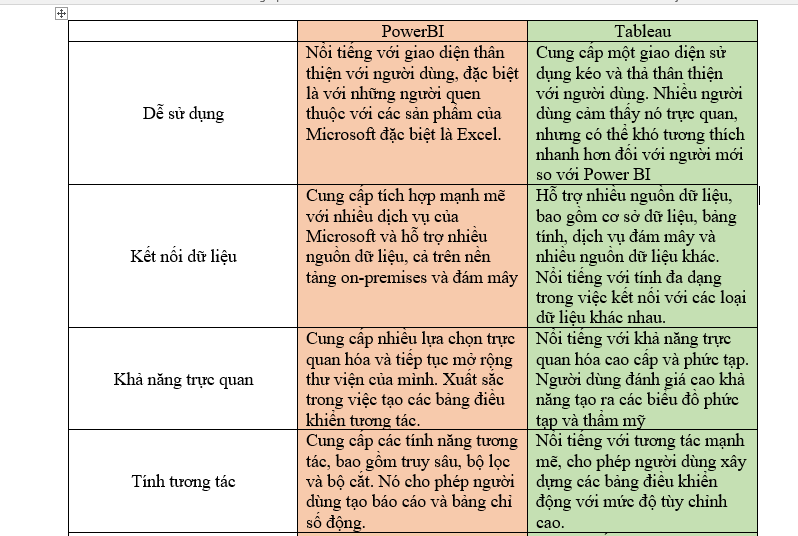 PowerBI
Tableau
Dễ sử dụng
Nổi tiếng với giao diện thân
thiện với người dùng, đặc biệt
là với những người quen
thuộc với các sản phẩm của
Microsoft đặc biệt là Excel.
Cung cấp một giao diện sử
dụng kéo và thả thân thiện
với người dùng. Nhiều người
dùng cảm thấy nó trực quan,
nhưng có thể khó tương thích
nhanh hơn đối với người mới
so với Power BI
Kết nối dữ liệu
Cung cấp tích hợp mạnh mẽ
với nhiều dịch vụ của
Microsoft và hỗ trợ nhiều
nguồn dữ liệu, cả trên nền
tảng on-premises và đám mây
Hỗ trợ nhiều nguồn dữ liệu,
bao gồm cơ sở dữ liệu, bảng
tính, dịch vụ đám mây và
nhiều nguồn dữ liệu khác.
Nổi tiếng với tính đa dạng
trong việc kết nối với các loại
dữ liệu khác nhau.
Khả năng trực quan
Cung cấp nhiều lựa chọn trực
quan hóa và tiếp tục mở rộng
thư viện của mình. Xuất sắc
trong việc tạo các bảng điều
khiển tương tác.
Nổi tiếng với khả năng trực
quan hóa cao cấp và phức tạp.
Người dùng đánh giá cao khả
năng tạo ra các biểu đồ phức
tạp và thẩm mỹ
Tính tương tác
Cung cấp các tính năng tương
tác, bao gồm truy sâu, bộ lọc
và bộ cắt. Nó cho phép người
dùng tạo báo cáo và bảng chỉ
số động.
Nổi tiếng với tương tác mạnh
mẽ, cho phép người dùng xây
dựng các bảng điều khiển
động với mức độ tùy chỉnh
cao.